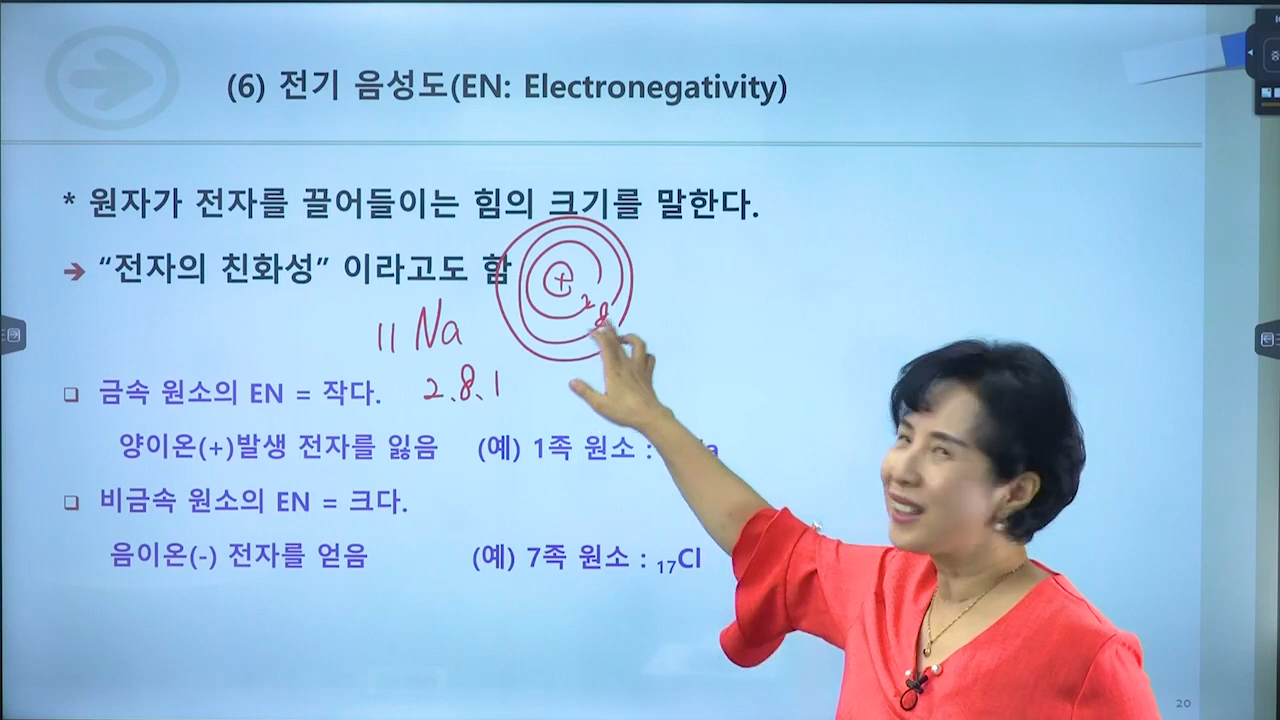 (6) 전기 음성도(EN: Electronegativity)
* 원자가 전자를 끌어들이는 힘의 크기를 말한다.
➔ “전자의 친화성” 이라고도 함
+
2
8
11 Na
2.8.1
❑ 금속 원소의 EN = 작다.
양이온(+)발생 전자를 잃음 (예) 1족 원소 : a
❑ 비금속 원소의 EN = 크다.
음이온(-) 전자를 얻음 (예) 7족 원소 : ₁₇Cl
20